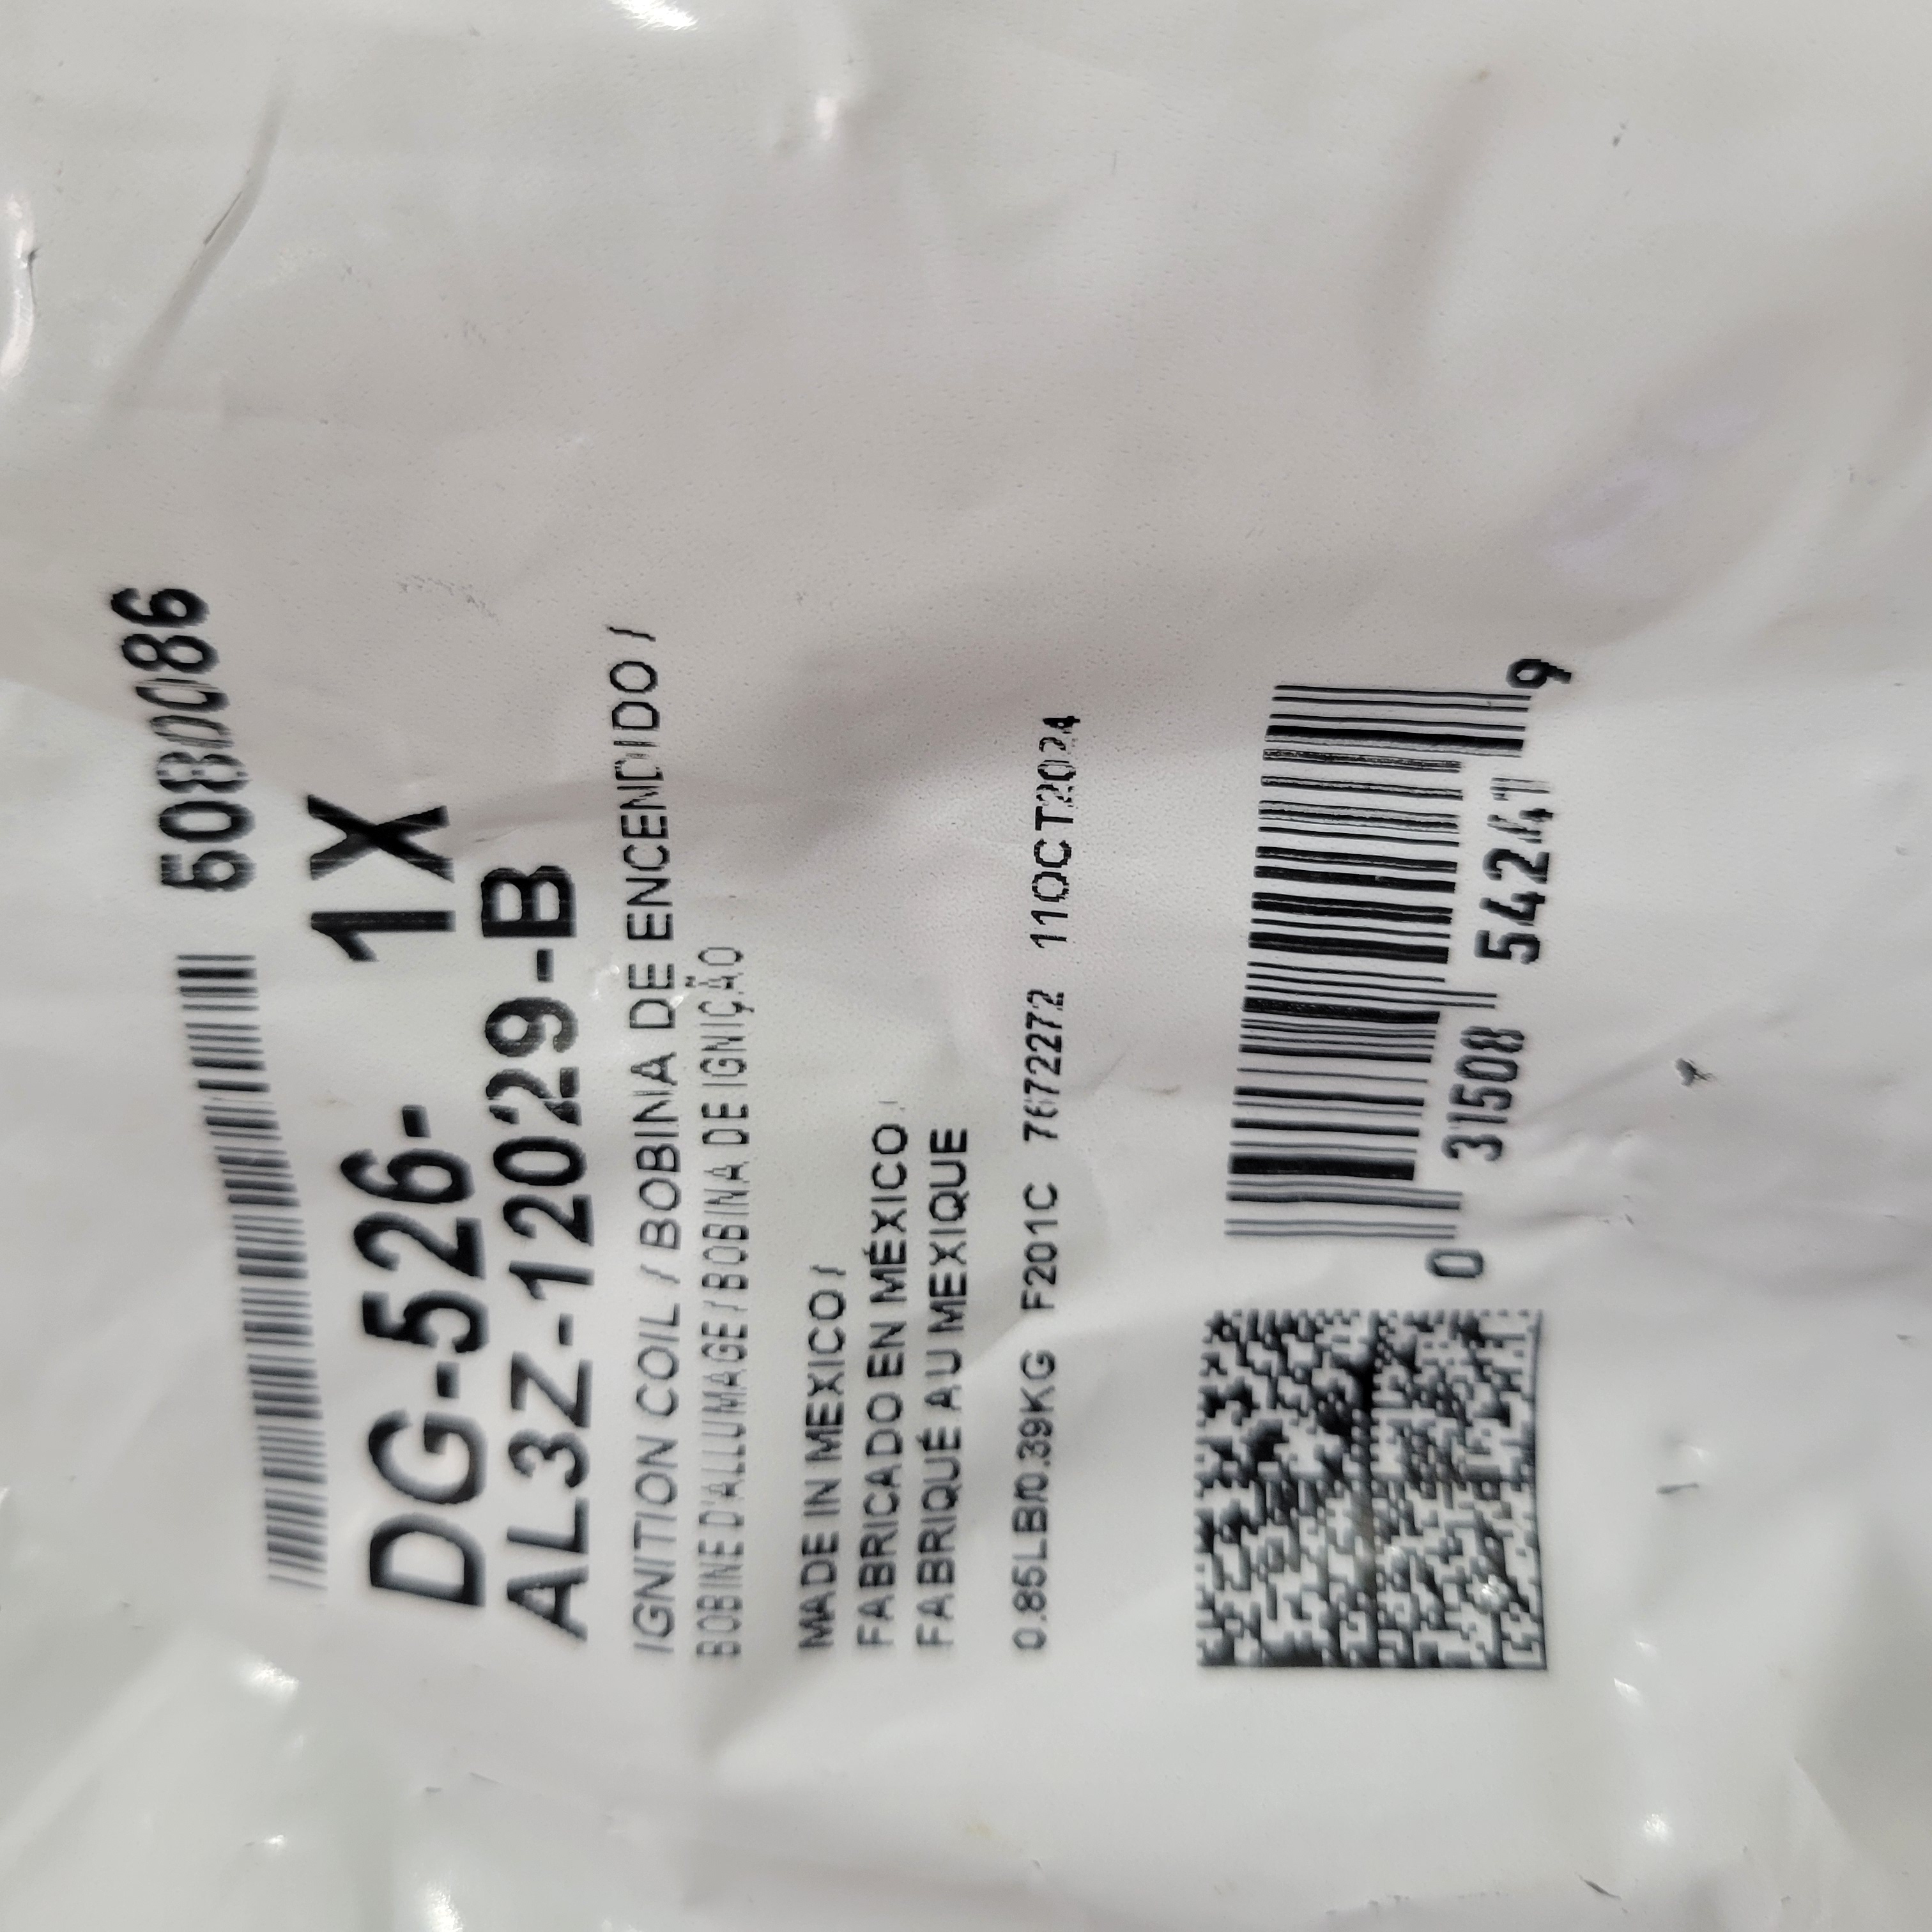 5080086
DG-526- 1X
AL3Z-12029-B
IGNITION COIL / BOBINA DE ENCENDIDO /
BOBINE D'ALLUMAGE / BOBINA DE IGNIÇÃO
MADE IN MEXICO /
FABRICADO EN MÉXICO /
FABRIQUÉ AU MEXIQUE
0.85LB/0.39KG F201C 7672272 11OCT2024
0 31508 54241 9